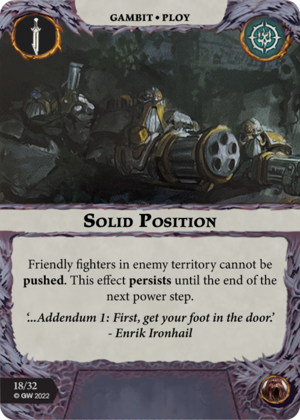 GAMBIT • PLOY
SOLID POSITION
Friendly fighters in enemy territory cannot be
pushed. This effect persists until the end of the
next power step.
‘...Addendum 1: First, get your foot in the door.’
- Enrik Ironhail
18/32
© GW 2022